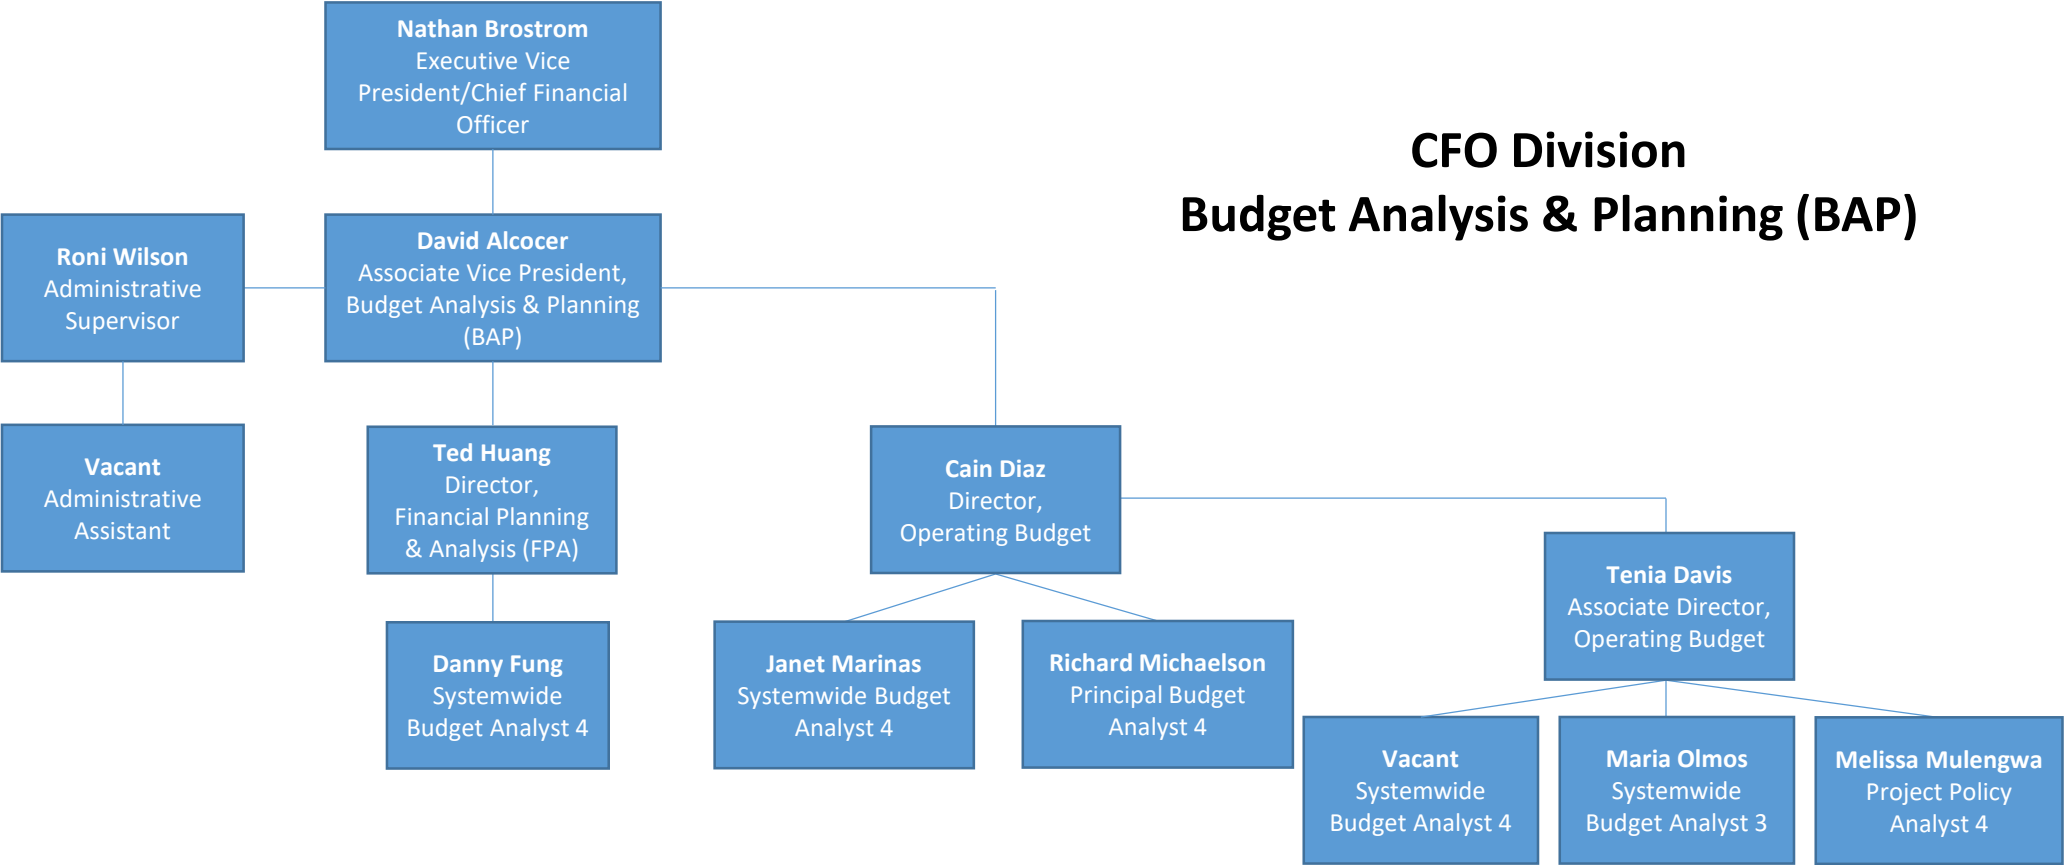 Nathan Brostrom
Executive Vice
President/Chief Financial
Officer
CFO Division
Budget Analysis & Planning (BAP)
Roni Wilson
Administrative
Supervisor
David Alcocer
Associate Vice President,
Budget Analysis & Planning
(BAP)
Vacant
Administrative
Assistant
Ted Huang
Director,
Financial Planning
& Analysis (FPA)
Cain Diaz
Director,
Operating Budget
Tenia Davis
Associate Director,
Operating Budget
Danny Fung
Systemwide
Budget Analyst 4
Janet Marinas
Systemwide Budget
Analyst 4
Richard Michaelson
Principal Budget
Analyst 4
Vacant
Systemwide
Budget Analyst 4
Maria Olmos
Systemwide
Budget Analyst 3
Melissa Mulengwa
Project Policy
Analyst 4